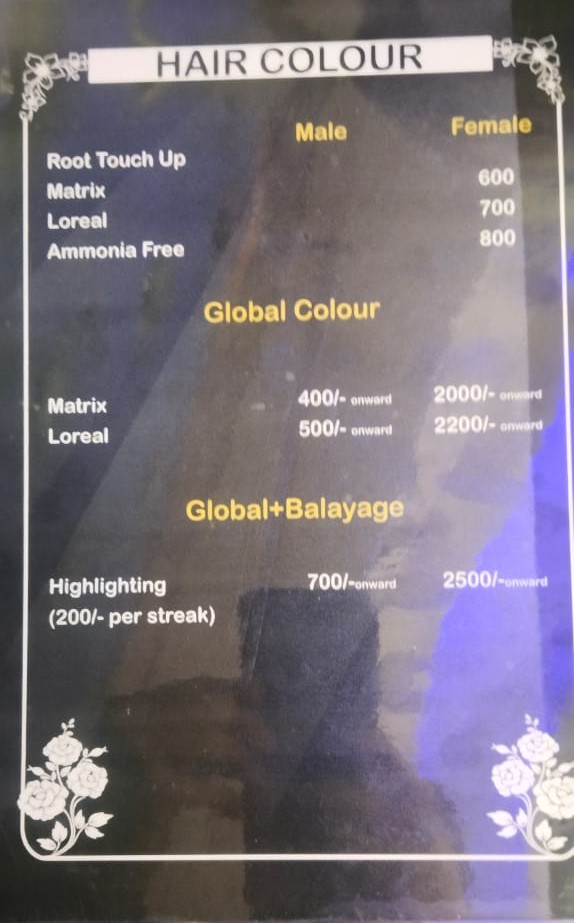 HAIR COLOUR
Male Female
Root Touch Up
Matrix 600
Loreal 700
Ammonia Free 800
Global Colour
Matrix 400/- onward 2000/- onward
Loreal 500/- onward 2200/- onward
Global+Balayage
Highlighting 700/-onward 2500/-onward
(200/- per streak)